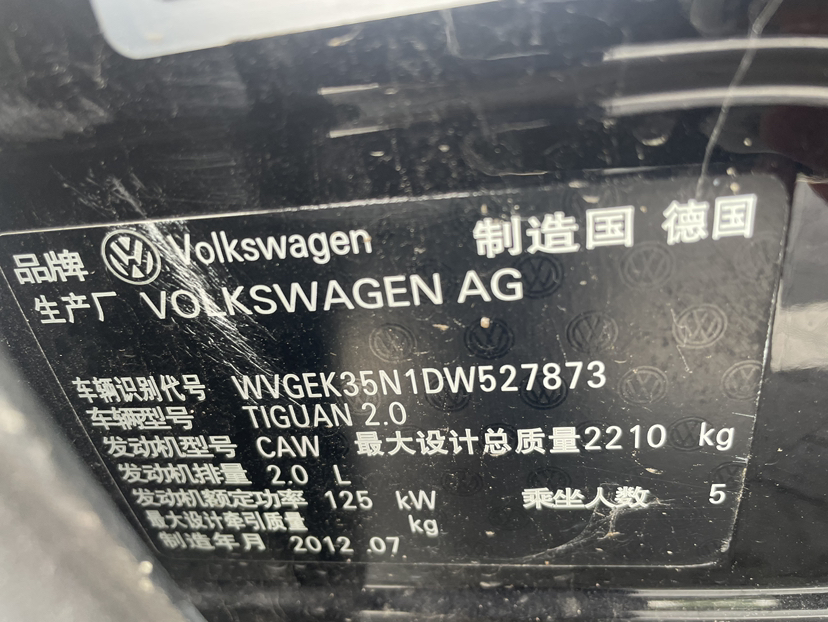 品牌 Volkswagen 制造国 德国
生产厂 VOLKSWAGEN AG
车辆识别代号 WVGEK35N1DW527873
车辆型号 TIGUAN 2.0
发动机型号 CAW 最大设计总质量2210 kg
发动机排量 2.0 L
发动机额定功率 125 kW 乘坐人数 5
最大设计牵引质量 kg
制造年月 2012.07